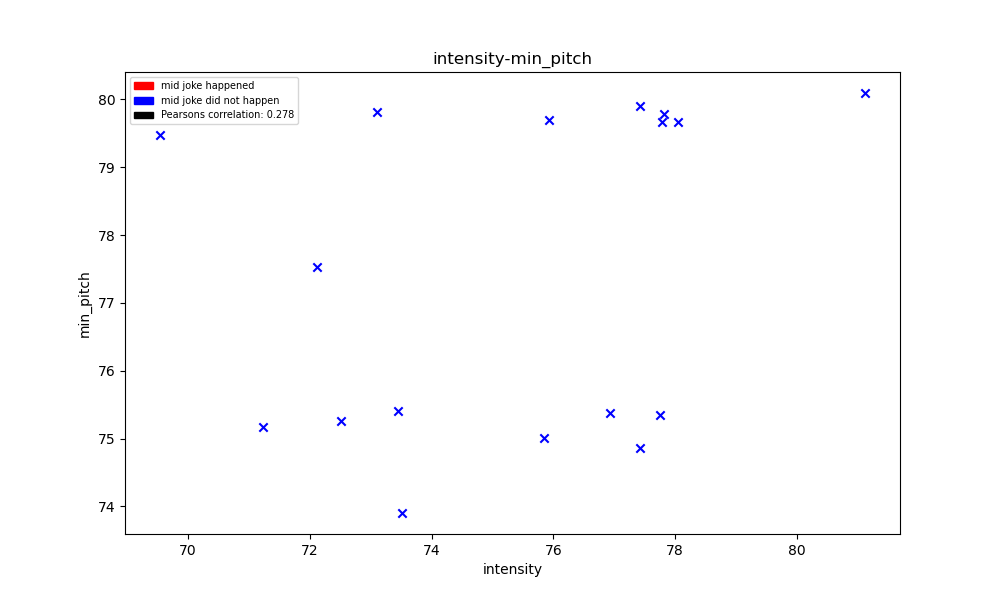 intensity-min_pitch
mid joke happened
mid joke did not happen
Pearsons correlation: 0.278
80
79
78
77
76
75
74
min_pitch
70 72 74 76 78 80
intensity